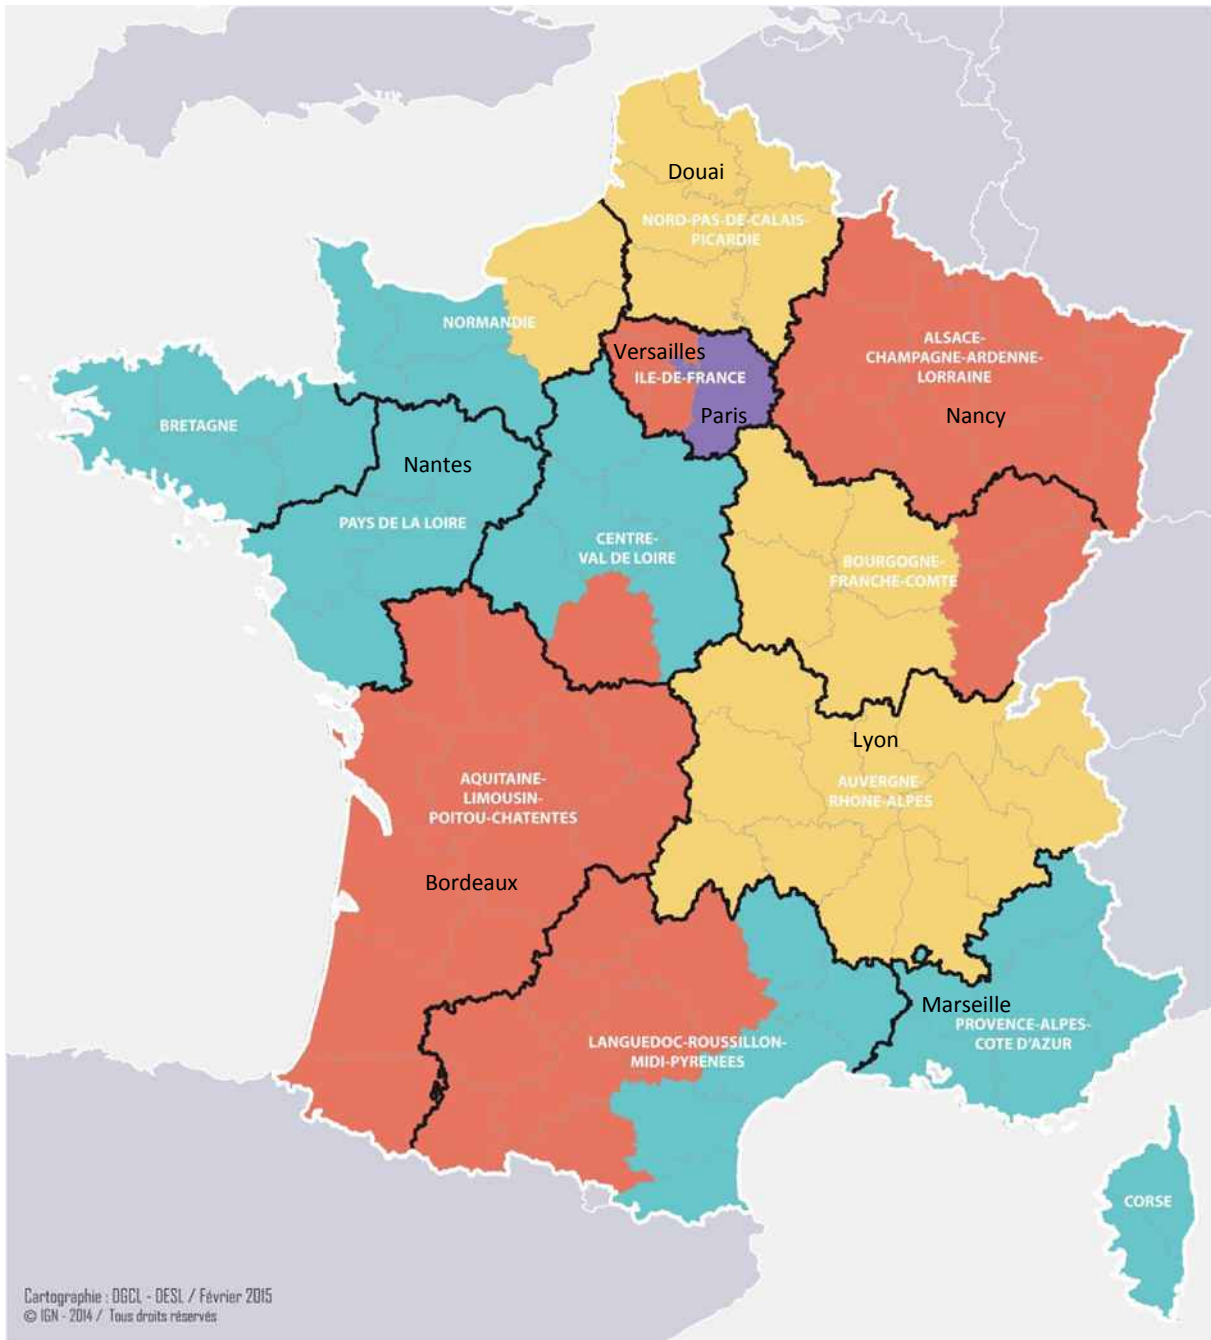 Douai
NORD-PAS-DE-CALAIS-
PICARDIE
NORMANDIE
Versailles
ILE-DE-FRANCE
Paris
ALSACE-
CHAMPAGNE-ARDENNE-
LORRAINE
Nancy
BRETAGNE
Nantes
PAYS DE LA LOIRE
CENTRE-
VAL DE LOIRE
BOURGOGNE-
FRANCHE-COMTE
Lyon
AUVERGNE-
RHONE-ALPES
AQUITAINE-
LIMOUSIN-
POITOU-CHATENTES
Bordeaux
Marseille
PROVENCE-ALPES-
COTE D'AZUR
LANGUEDOC-ROUSSILLON-
MIDI-PYRENEES
CORSE
Cartographie : DGCL - DESL / Février 2015
© IGN - 2014 / Tous droits réservés